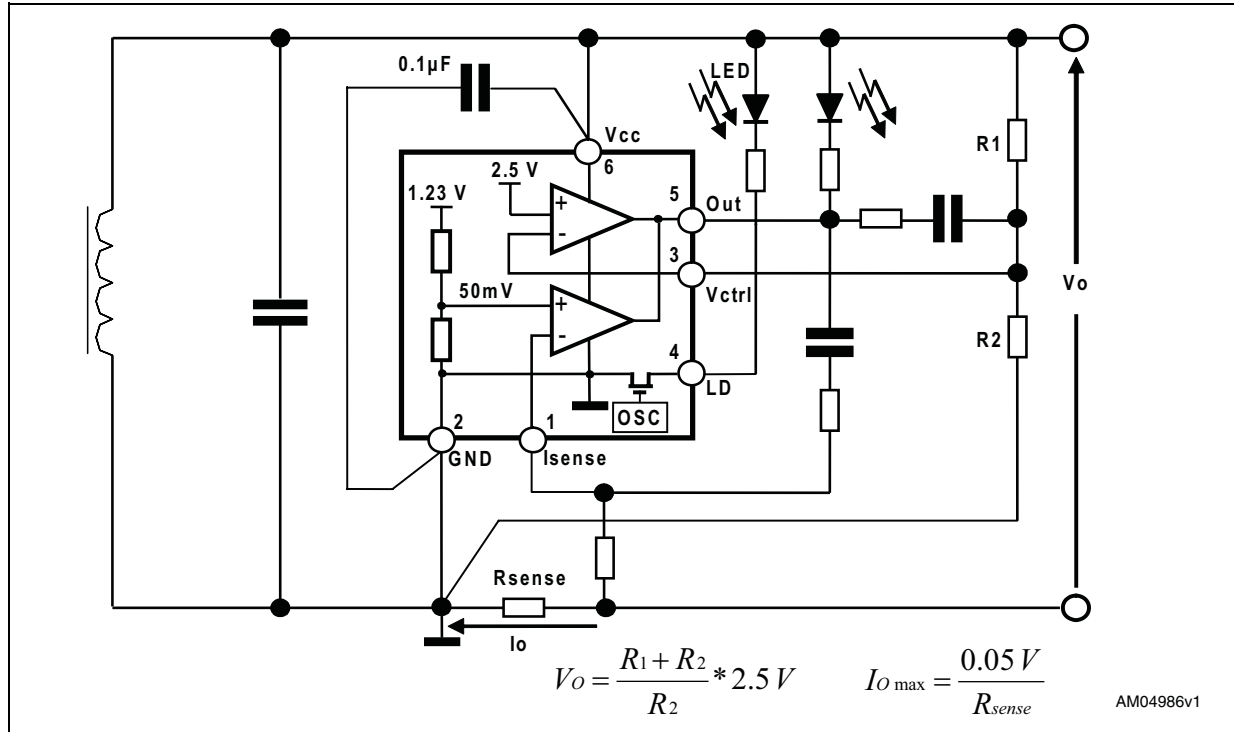 0.1µF
LED
Vcc
6
R1
2.5 V
1.23 V
5
Out
3
Vctrl
Vo
50mV
R2
4
LD
OSC
2
1
GND
Isense
Rsense
Io
+
-
+
-
VO = R1 + R2 / R2 * 2.5 V
IO max = 0.05 V / Rsense
AM04986v1